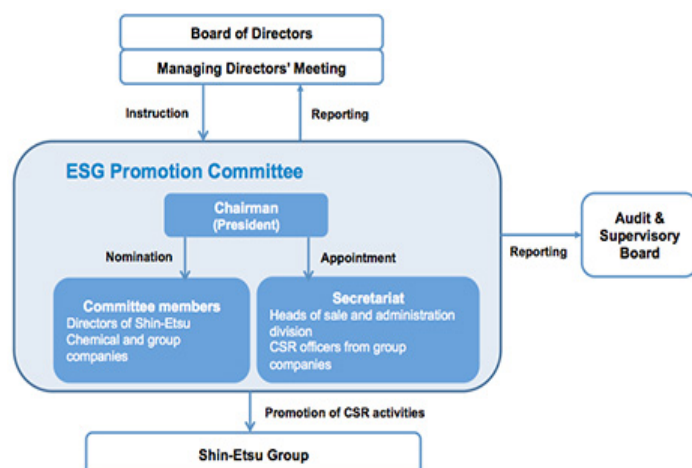 Board of Directors
Managing Directors' Meeting
Instruction
Reporting
ESG Promotion Committee
Chairman
(President)
Nomination
Appointment
Committee members
Directors of Shin-Etsu
Chemical and group
companies
Secretariat
Heads of sale and administration
division
CSR officers from group
companies
Reporting
Audit &
Supervisory
Board
Promotion of CSR activities
Shin-Etsu Group